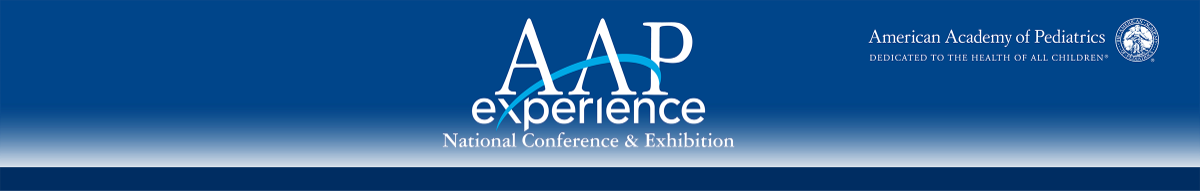 AAP
experience
National Conference & Exhibition
American Academy of Pediatrics
DEDICATED TO THE HEALTH OF ALL CHILDREN®